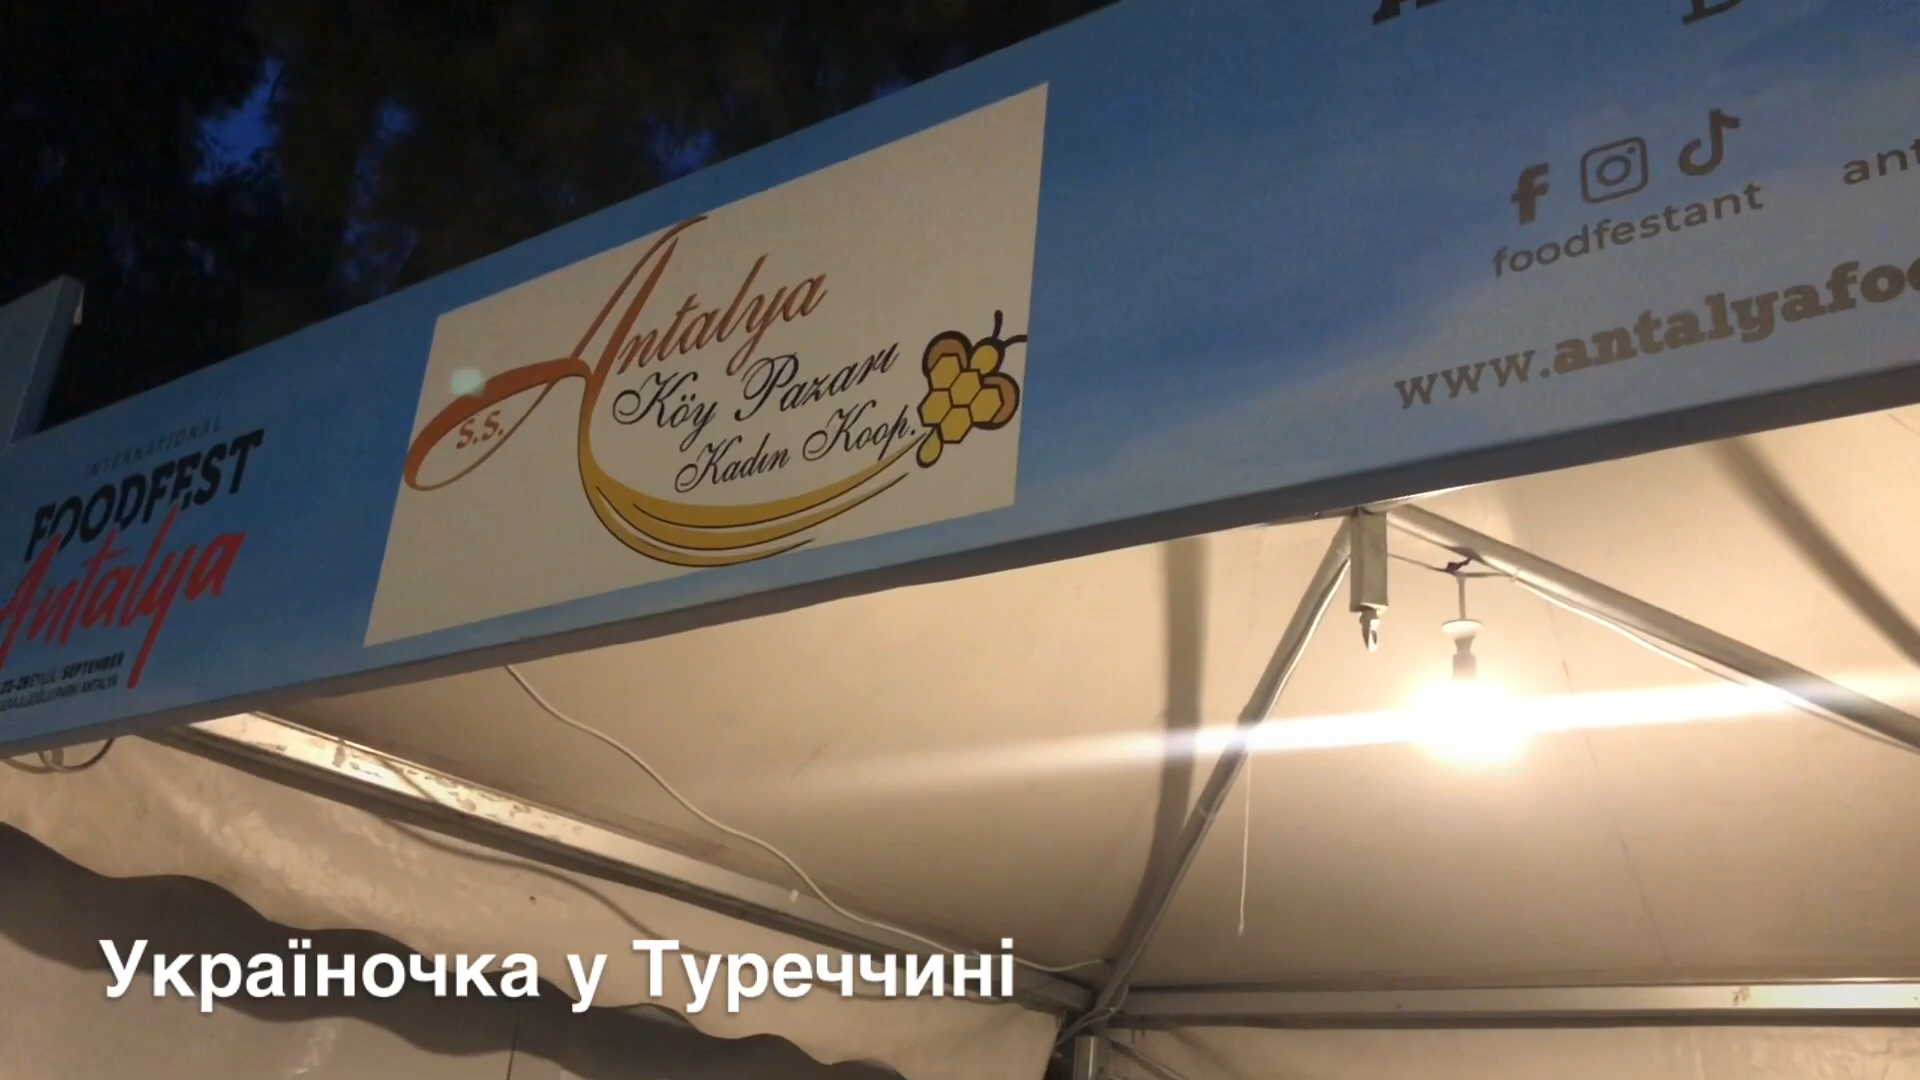 INTERNATIONAL
FOODFEST
Antalya
S.S.
Antalya
Köy Pazarı
Kadın Koop.
foodfestant
www.antalyafoo
Україночка у Туреччині